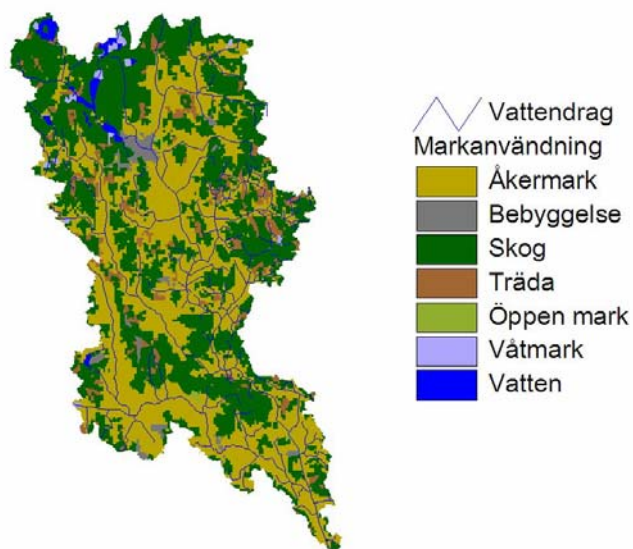 Vattendrag
Markanvändning
Åkermark
Bebyggelse
Skog
Träda
Öppen mark
Våtmark
Vatten